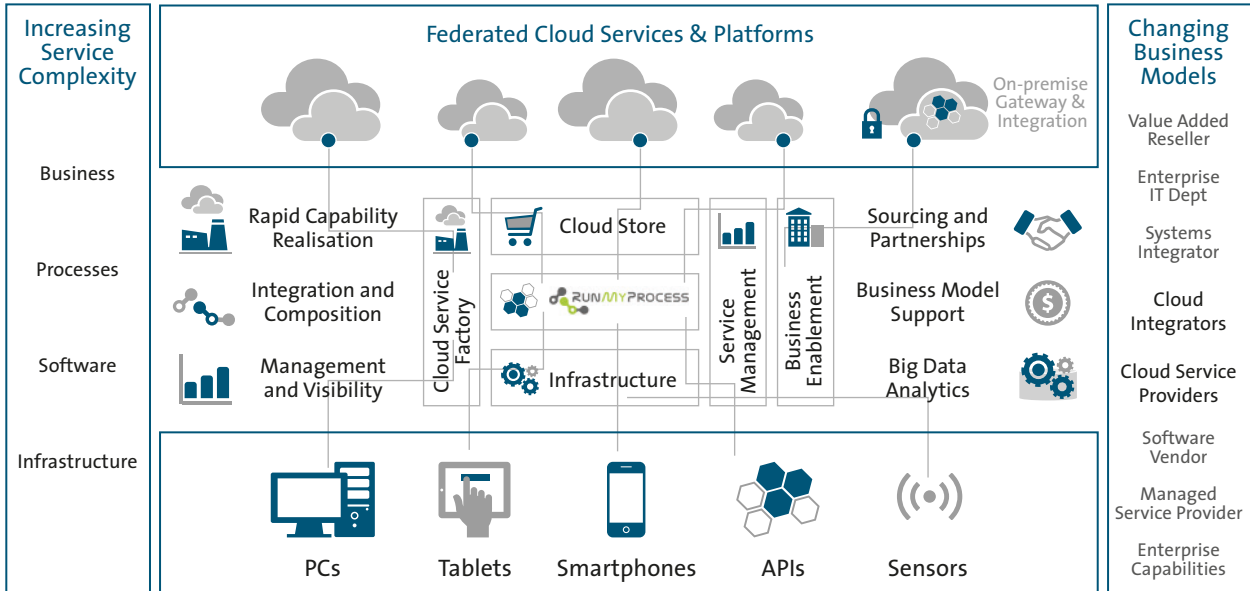 Increasing
Service
Complexity
Business
Processes
Software
Infrastructure
Federated Cloud Services & Platforms
On-premise
Gateway &
Integration
Rapid Capability
Realisation
Integration and
Composition
Management
and Visibility
Cloud Service
Factory
Cloud Store
RUNMYPROCESS
Infrastructure
Service
Management
Business
Enablement
Sourcing and
Partnerships
Business Model
Support
$
Big Data
Analytics
PCs
Tablets
Smartphones
APIs
Sensors
Changing
Business
Models
Value Added
Reseller
Enterprise
IT Dept
Systems
Integrator
Cloud
Integrators
Cloud Service
Providers
Software
Vendor
Managed
Service Provider
Enterprise
Capabilities